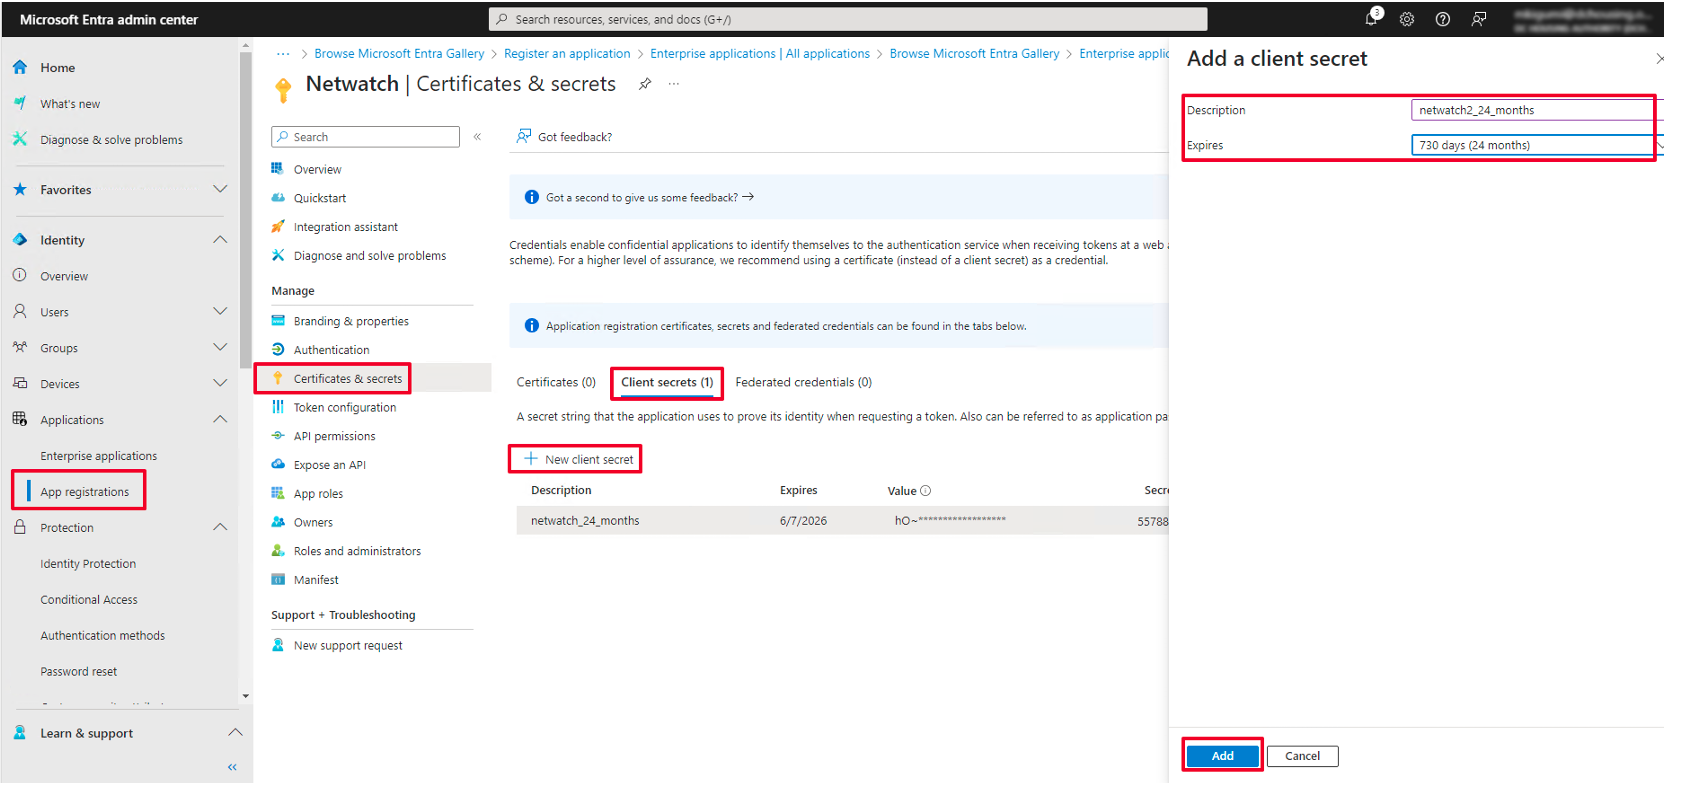 Microsoft Entra admin center
Search resources, services, and docs (G+/)
3
Home
What's new
Diagnose & solve problems
Favorites
Identity
Overview
Users
Groups
Devices
Applications
Enterprise applications
App registrations
Protection
Identity Protection
Conditional Access
Authentication methods
Password reset
Learn & support
«
··· > Browse Microsoft Entra Gallery > Register an application > Enterprise applications | All applications > Browse Microsoft Entra Gallery > Enterprise applic
Netwatch | Certificates & secrets ···
Search «
Overview
Quickstart
Integration assistant
Diagnose and solve problems
Manage
Branding & properties
Authentication
Certificates & secrets
Token configuration
API permissions
Expose an API
App roles
Owners
Roles and administrators
Manifest
Support + Troubleshooting
New support request
Got feedback?
Got a second to give us some feedback? →
Credentials enable confidential applications to identify themselves to the authentication service when receiving tokens at a web a
scheme). For a higher level of assurance, we recommend using a certificate (instead of a client secret) as a credential.
Application registration certificates, secrets and federated credentials can be found in the tabs below.
Certificates (0) Client secrets (1) Federated credentials (0)
A secret string that the application uses to prove its identity when requesting a token. Also can be referred to as application pa
+ New client secret
Description Expires Value Secre
netwatch_24_months 6/7/2026 hO~****************** 55788
Add a client secret
Description netwatch2_24_months
Expires 730 days (24 months)
Add Cancel